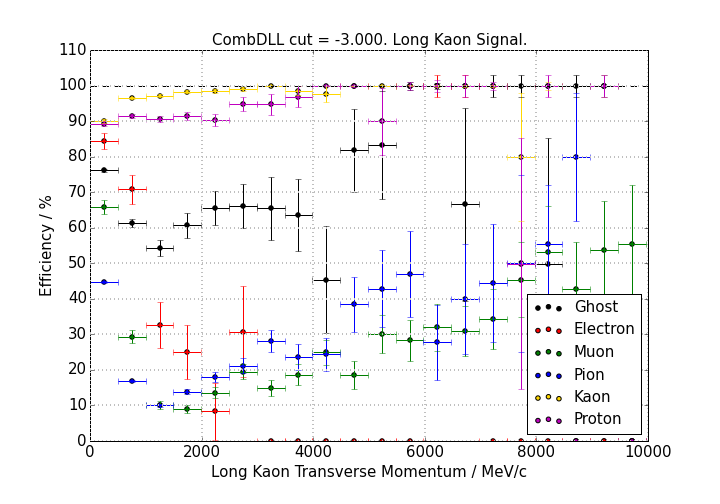 CombDLL cut = -3.000. Long Kaon Signal.
110
100
90
80
70
60
50
40
30
20
10
0
Efficiency / %
Ghost
Electron
Muon
Pion
Kaon
Proton
0 2000 4000 6000 8000 10000
Long Kaon Transverse Momentum / MeV/c